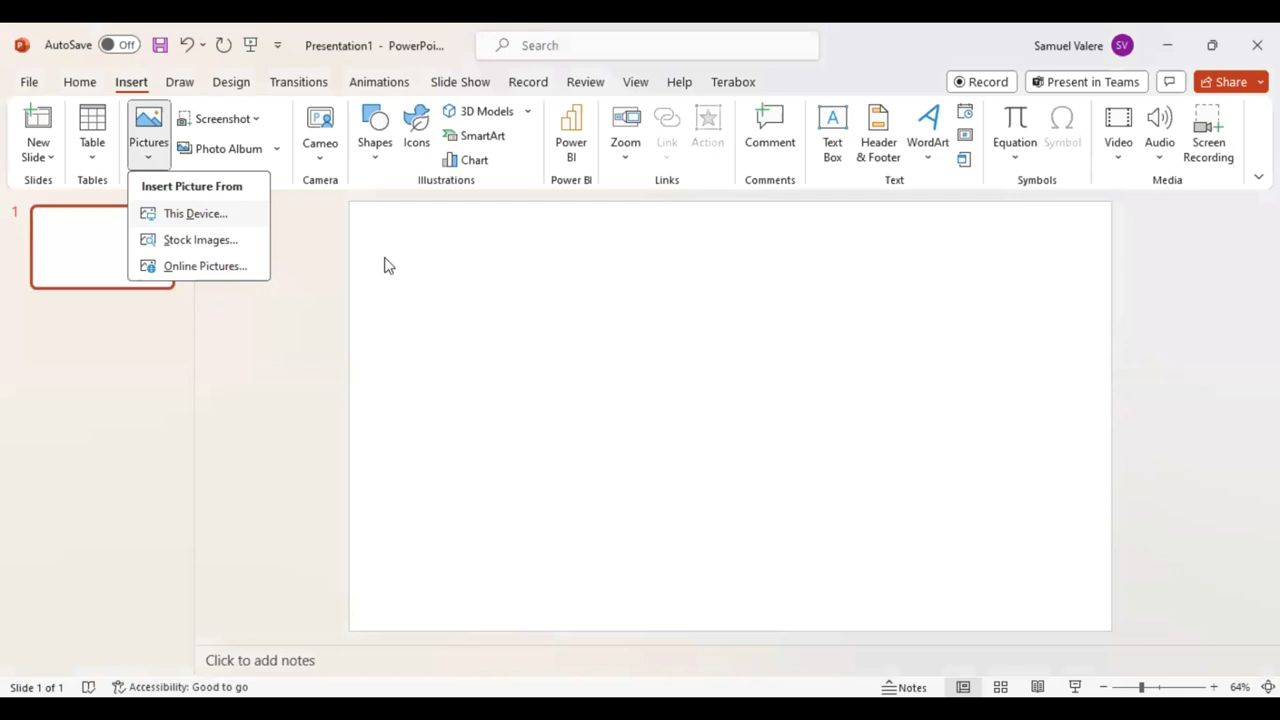 AutoSave Off Presentation1 - PowerPoi... Search Samuel Valere SV
File Home Insert Draw Design Transitions Animations Slide Show Record Review View Help Terabox Record Present in Teams Share
New Slide
Table
Pictures
Screenshot
Photo Album
Cameo
Shapes
Icons
3D Models
SmartArt
Chart
Power BI
Zoom
Link
Action
Comment
Text Box
Header & Footer
WordArt
Equation
Symbol
Video
Audio
Screen Recording
Slides Tables Camera Illustrations Power BI Links Comments Text Symbols Media
Insert Picture From
This Device...
Stock Images...
Online Pictures...
1
Click to add notes
Slide 1 of 1 Accessibility: Good to go Notes 64%